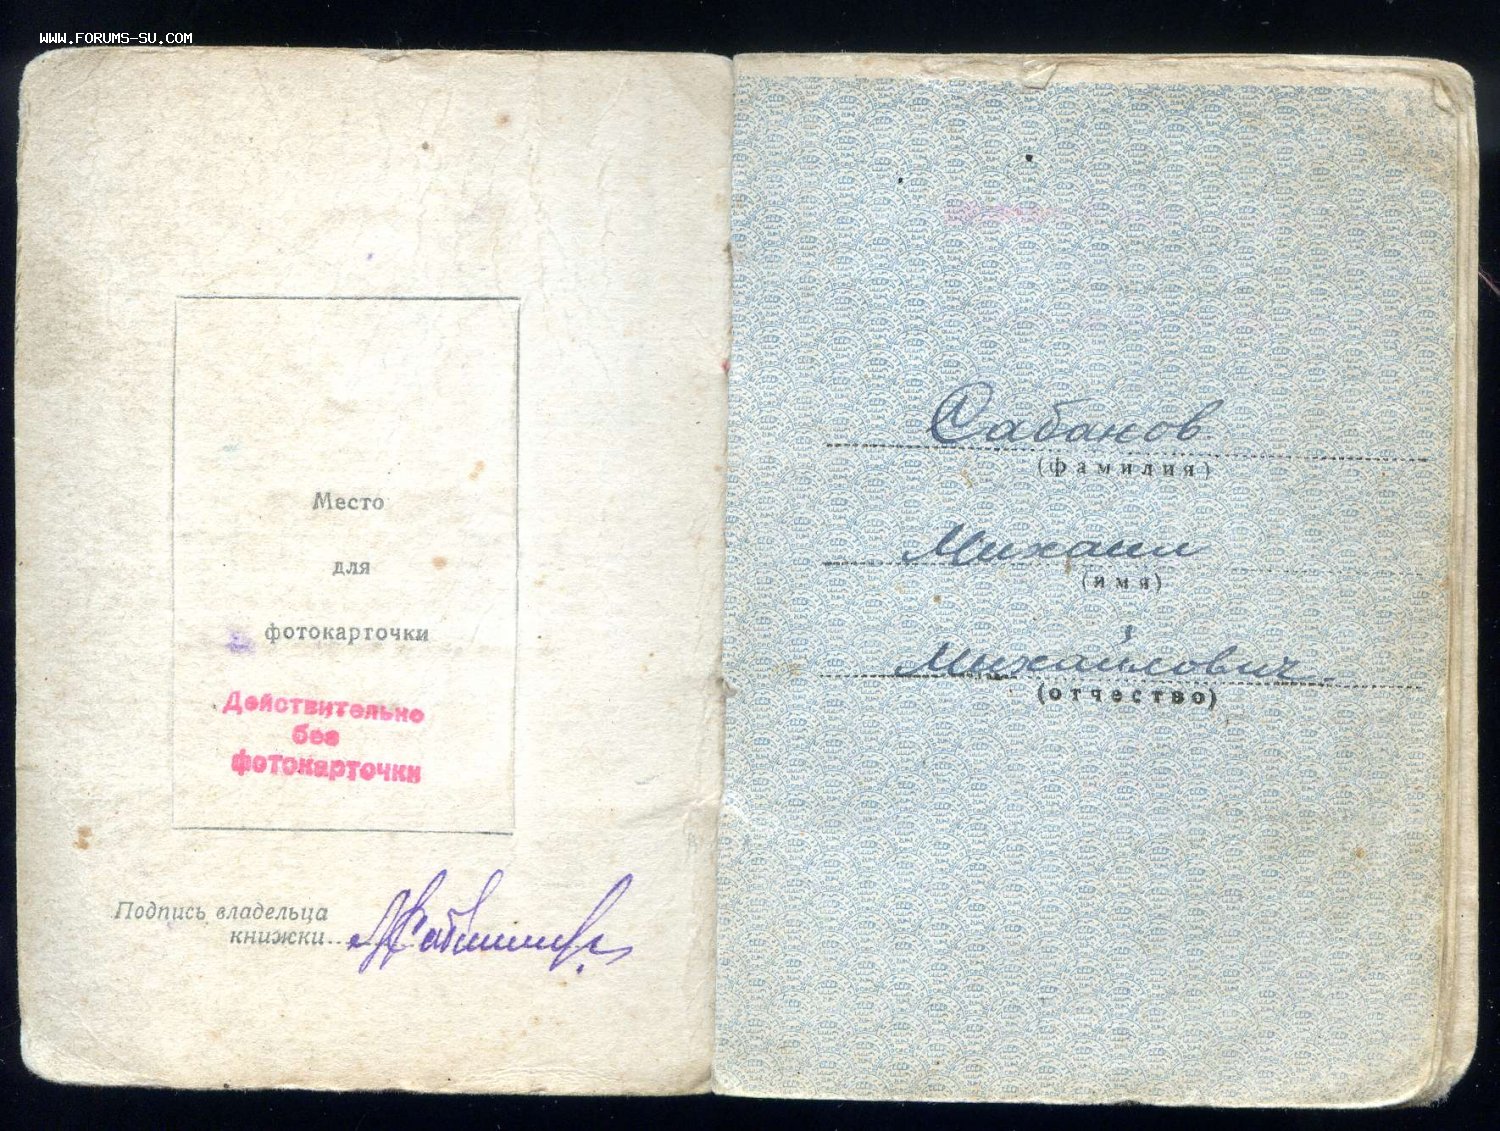 WWW.FORUMS-SU.COM
Место
для
фотокарточки
Действительно
без
фотокарточки
Подпись владельца
книжки
Сабанов
(фамилия)
Михаил
(имя)
Михайлович
(отчество)